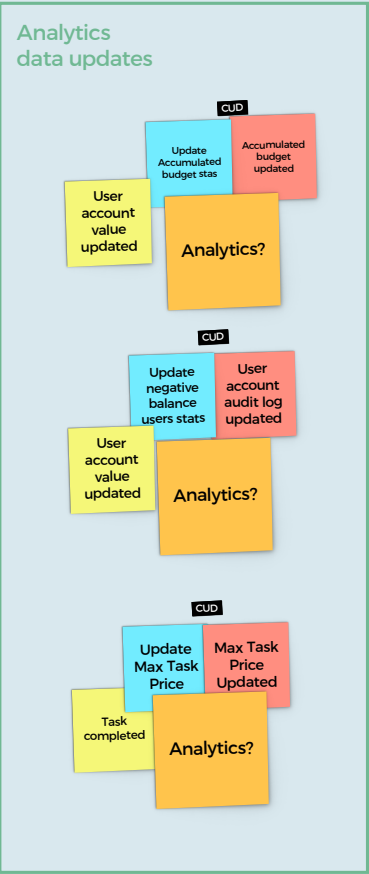 Analytics
data updates
CUD
Update
Accumulated
budget stas
Accumulated
budget
updated
User
account
value
updated
Analytics?
CUD
Update
negative
balance
users stats
User
account
audit log
updated
User
account
value
updated
Analytics?
CUD
Update
Max Task
Price
Max Task
Price
Updated
Task
completed
Analytics?